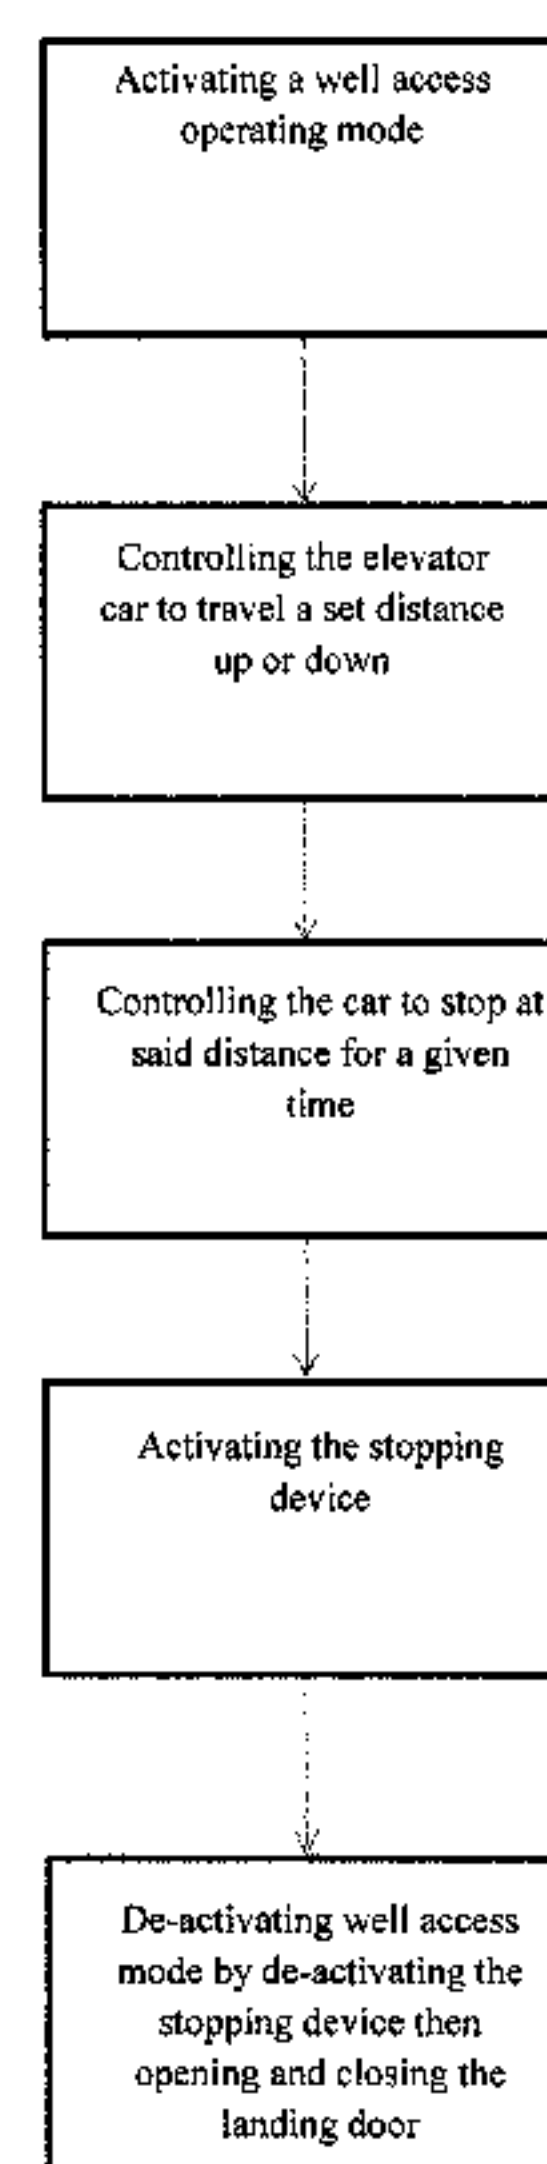 Activating a well access
operating mode
Controlling the elevator
car to travel a set distance
up or down
Controlling the car to stop at
said distance for a given
time
Activating the stopping
device
De-activating well access
mode by de-activating the
stopping device then
opening and closing the
landing door